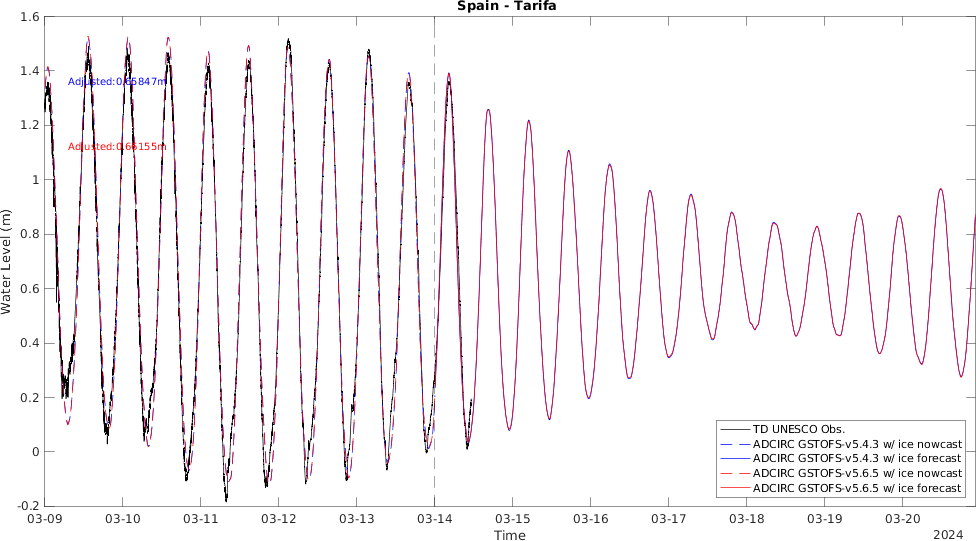 Spain - Tarifa
1.6
1.4
1.2
1
0.8
0.6
0.4
0.2
0
-0.2
Water Level (m)
Adjusted:0.65847m
Adjusted:0.66155m
TD UNESCO Obs.
ADCIRC GSTOFS-v5.4.3 w/ ice nowcast
ADCIRC GSTOFS-v5.4.3 w/ ice forecast
ADCIRC GSTOFS-v5.6.5 w/ ice nowcast
ADCIRC GSTOFS-v5.6.5 w/ ice forecast
03-09 03-10 03-11 03-12 03-13 03-14 03-15 03-16 03-17 03-18 03-19 03-20
Time
2024